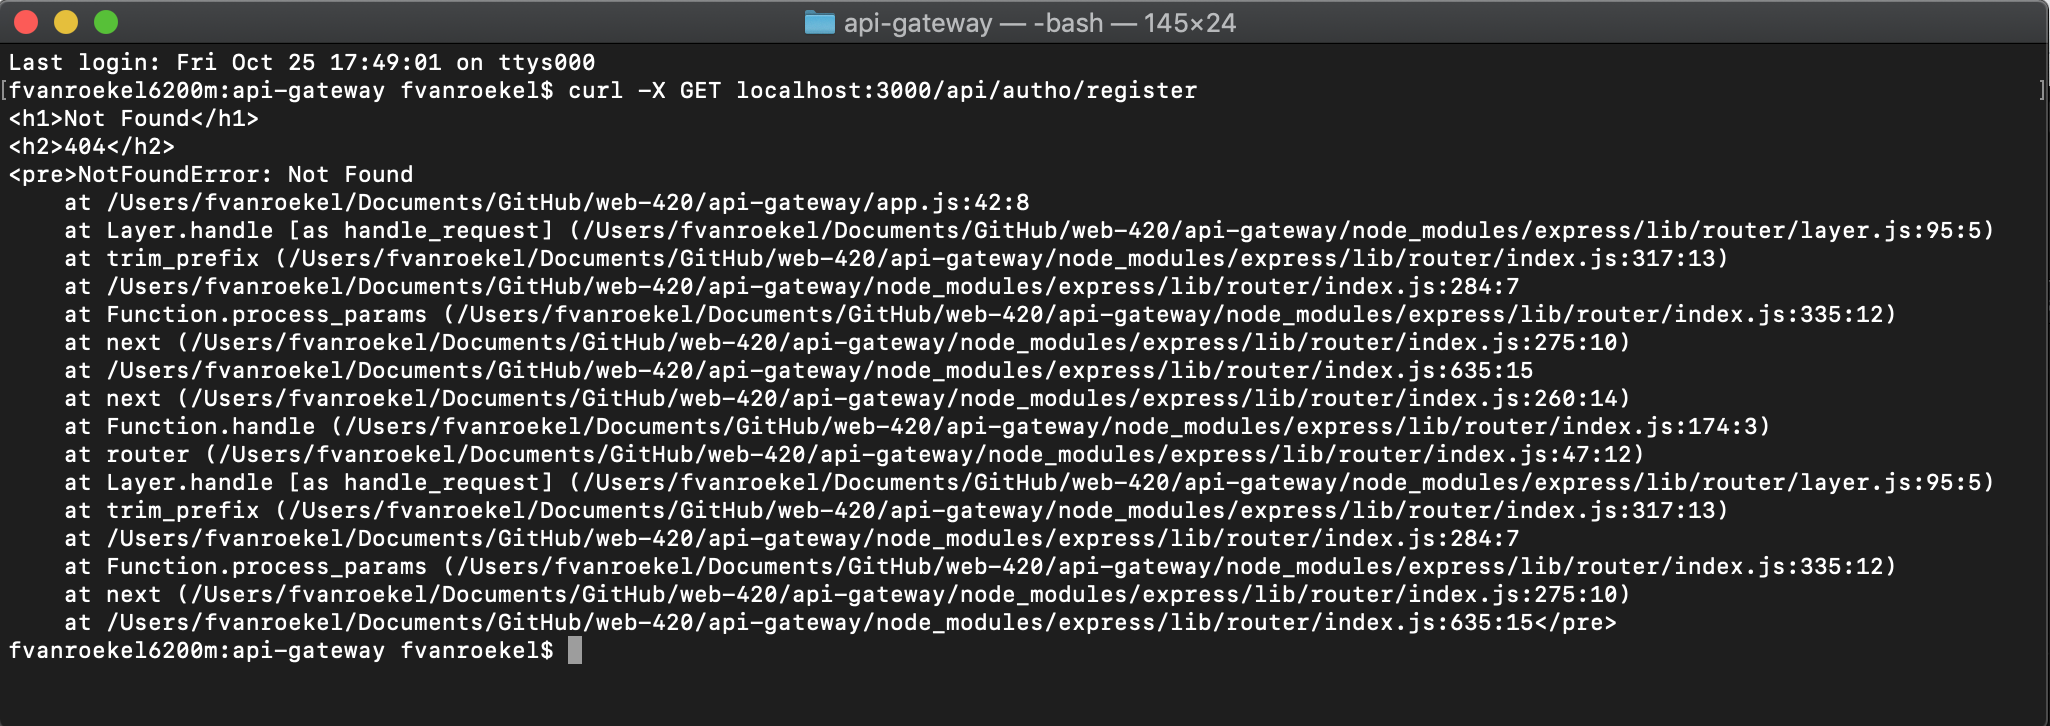 api-gateway — -bash — 145×24
Last login: Fri Oct 25 17:49:01 on ttys000
[fvanroekel6200m:api-gateway fvanroekel$ curl -X GET localhost:3000/api/autho/register ]
<h1>Not Found</h1>
<h2>404</h2>
<pre>NotFoundError: Not Found
    at /Users/fvanroekel/Documents/GitHub/web-420/api-gateway/app.js:42:8
    at Layer.handle [as handle_request] (/Users/fvanroekel/Documents/GitHub/web-420/api-gateway/node_modules/express/lib/router/layer.js:95:5)
    at trim_prefix (/Users/fvanroekel/Documents/GitHub/web-420/api-gateway/node_modules/express/lib/router/index.js:317:13)
    at /Users/fvanroekel/Documents/GitHub/web-420/api-gateway/node_modules/express/lib/router/index.js:284:7
    at Function.process_params (/Users/fvanroekel/Documents/GitHub/web-420/api-gateway/node_modules/express/lib/router/index.js:335:12)
    at next (/Users/fvanroekel/Documents/GitHub/web-420/api-gateway/node_modules/express/lib/router/index.js:275:10)
    at /Users/fvanroekel/Documents/GitHub/web-420/api-gateway/node_modules/express/lib/router/index.js:635:15
    at next (/Users/fvanroekel/Documents/GitHub/web-420/api-gateway/node_modules/express/lib/router/index.js:260:14)
    at Function.handle (/Users/fvanroekel/Documents/GitHub/web-420/api-gateway/node_modules/express/lib/router/index.js:174:3)
    at router (/Users/fvanroekel/Documents/GitHub/web-420/api-gateway/node_modules/express/lib/router/index.js:47:12)
    at Layer.handle [as handle_request] (/Users/fvanroekel/Documents/GitHub/web-420/api-gateway/node_modules/express/lib/router/layer.js:95:5)
    at trim_prefix (/Users/fvanroekel/Documents/GitHub/web-420/api-gateway/node_modules/express/lib/router/index.js:317:13)
    at /Users/fvanroekel/Documents/GitHub/web-420/api-gateway/node_modules/express/lib/router/index.js:284:7
    at Function.process_params (/Users/fvanroekel/Documents/GitHub/web-420/api-gateway/node_modules/express/lib/router/index.js:335:12)
    at next (/Users/fvanroekel/Documents/GitHub/web-420/api-gateway/node_modules/express/lib/router/index.js:275:10)
    at /Users/fvanroekel/Documents/GitHub/web-420/api-gateway/node_modules/express/lib/router/index.js:635:15</pre>
fvanroekel6200m:api-gateway fvanroekel$